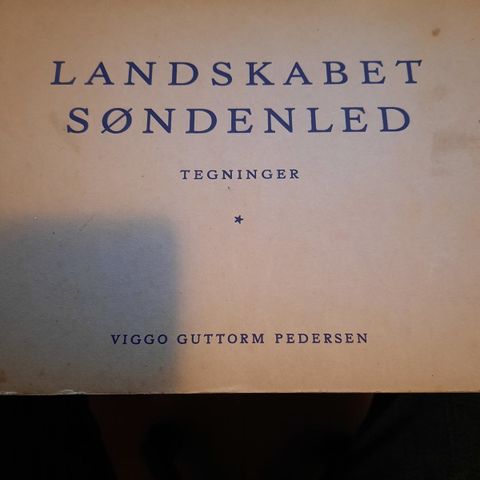 LANDSKABET
SØNDENLED
TEGNINGER
*
VIGGO GUTTORM PEDERSEN